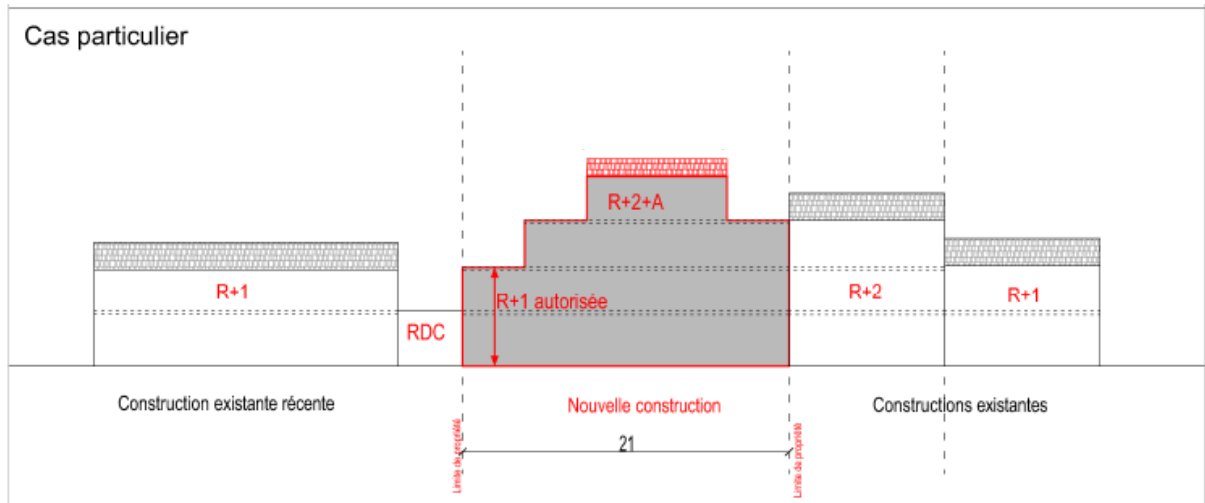 Cas particulier
R+2+A
R+1
R+1 autorisée
R+2
R+1
RDC
Construction existante récente
Nouvelle construction
Constructions existantes
21
Limite de propriété
Limite de propriété